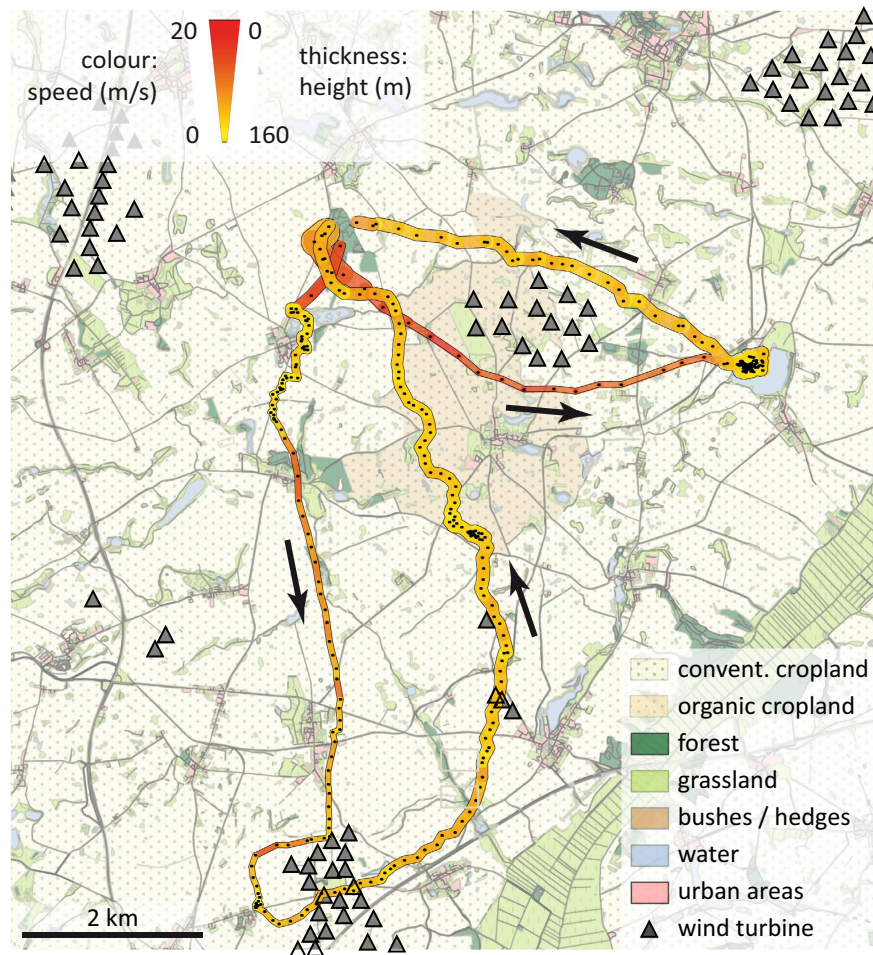 20 0
colour: thickness:
speed (m/s) height (m)
0 160
convent. cropland
organic cropland
forest
grassland
bushes / hedges
water
urban areas
wind turbine
2 km